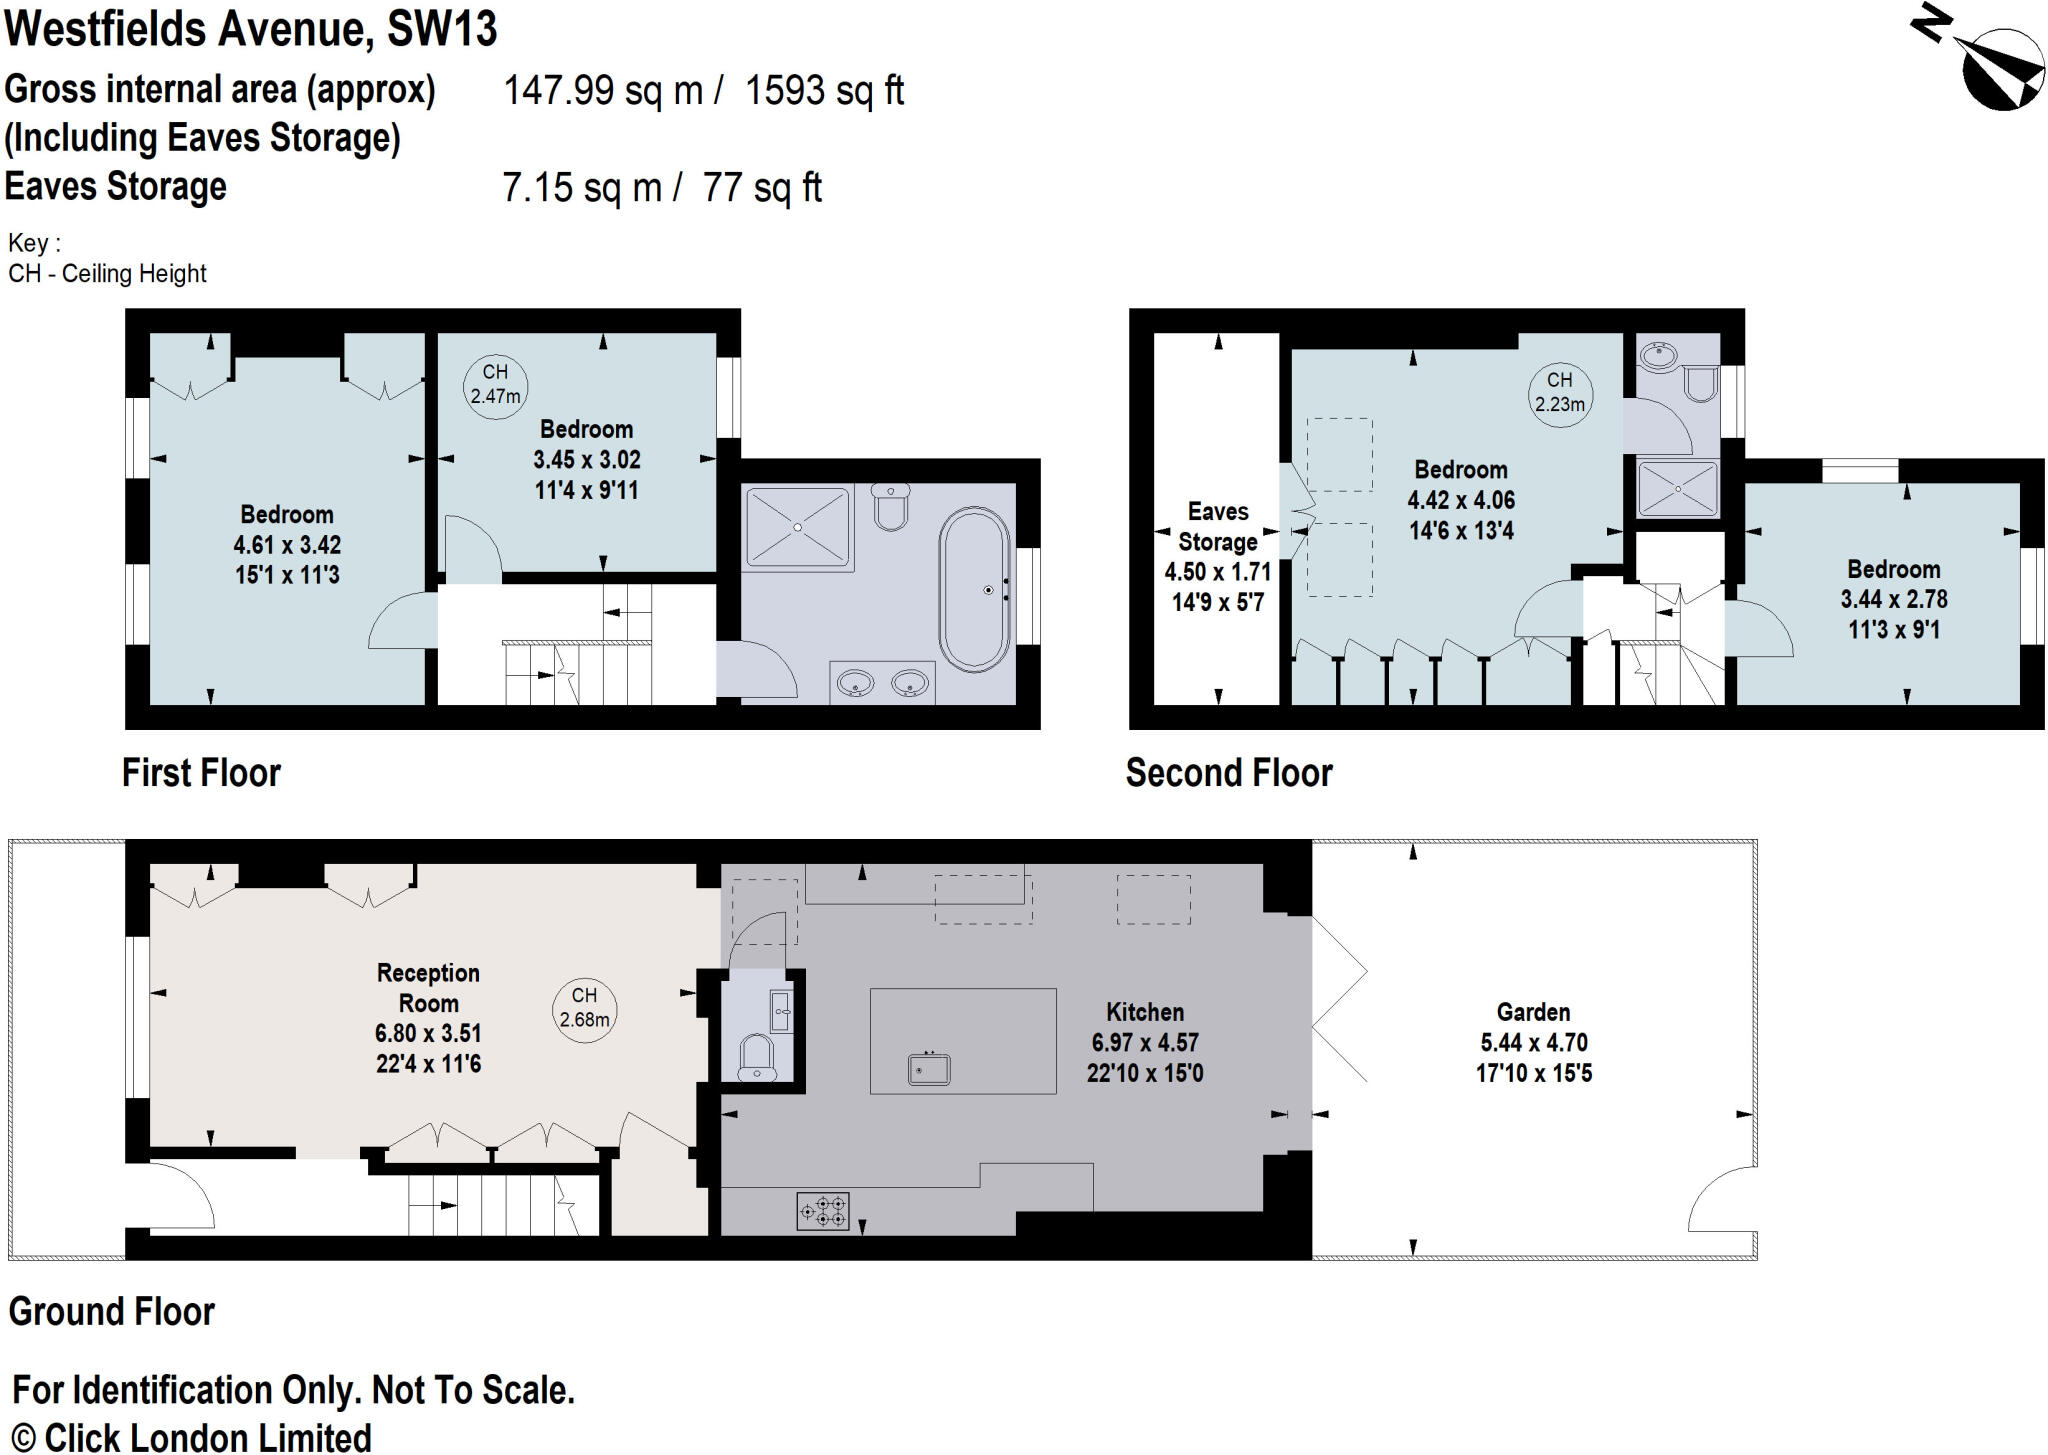 Westfields Avenue, SW13
N
Gross internal area (approx) 147.99 sq m / 1593 sq ft
(Including Eaves Storage)
Eaves Storage 7.15 sq m / 77 sq ft
Key :
CH - Ceiling Height
Bedroom
4.61 x 3.42
15'1 x 11'3
CH
2.47m
Bedroom
3.45 x 3.02
11'4 x 9'11
First Floor
Eaves
Storage
4.50 x 1.71
14'9 x 5'7
CH
2.23m
Bedroom
4.42 x 4.06
14'6 x 13'4
Bedroom
3.44 x 2.78
11'3 x 9'1
Second Floor
Reception
Room
6.80 x 3.51
22'4 x 11'6
CH
2.68m
Kitchen
6.97 x 4.57
22'10 x 15'0
Garden
5.44 x 4.70
17'10 x 15'5
Ground Floor
For Identification Only. Not To Scale.
© Click London Limited